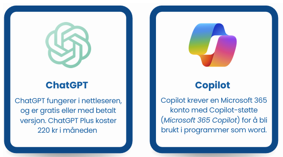 ChatGPT
ChatGPT fungerer i nettleseren,
og er gratis eller med betalt
versjon. ChatGPT Plus koster
220 kr i måneden
Copilot
Copilot krever en Microsoft 365
konto med Copilot-støtte
(Microsoft 365 Copilot) for å bli
brukt i programmer som word.